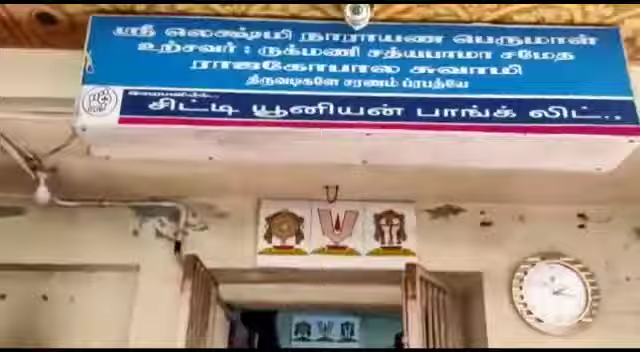 ஸ்ரீ லெக்ஷ்மி நாராயண பெருமாள்
உற்சவர் : ருக்மணி சத்யபாமா சமேத
ராஜகோபால சுவாமி
திருவடிகளே சரணம் ப்ரபத்யே
சிட்டி யூனியன் பாங்க் லிட்..